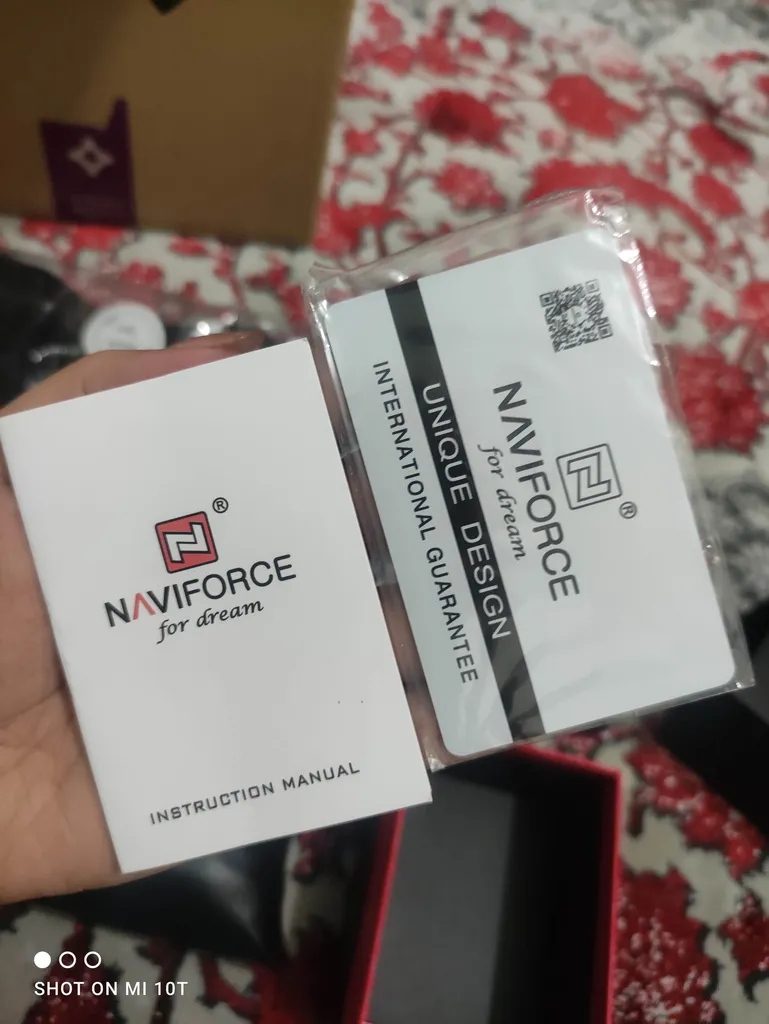 ®
NAVIFORCE
for dream
INSTRUCTION MANUAL
®
NAVIFORCE
for dream
UNIQUE DESIGN
INTERNATIONAL GUARANTEE
SHOT ON MI 10T